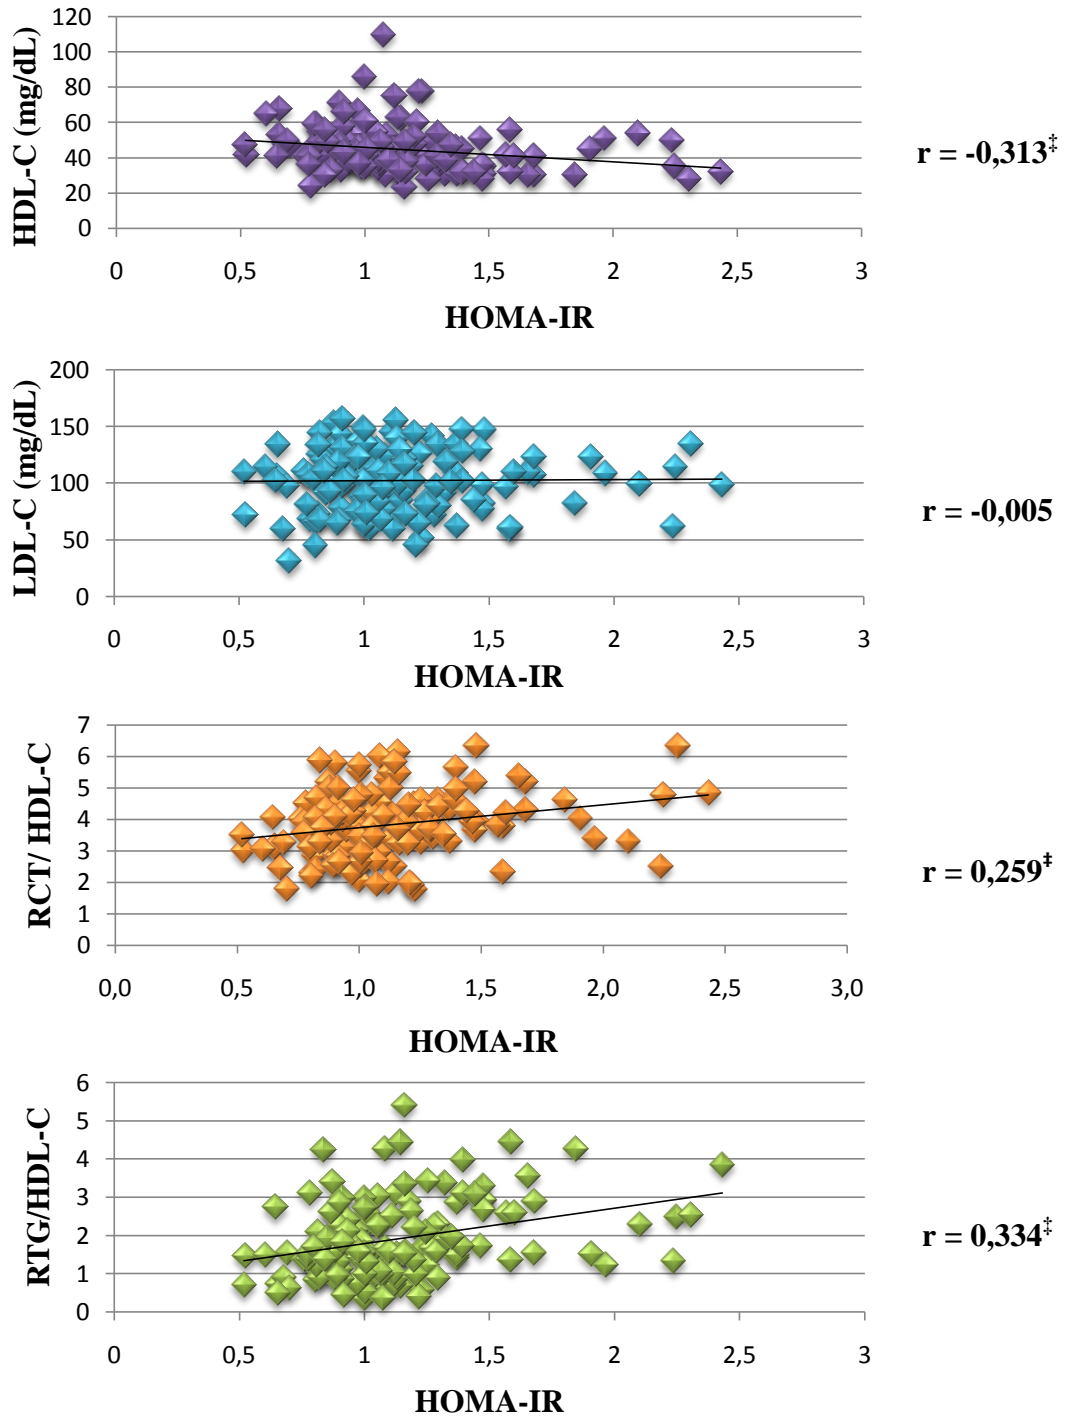 HDL-C (mg/dL)
120
100
80
60
40
20
0
0 0,5 1 1,5 2 2,5 3
HOMA-IR
r = -0,313‡
LDL-C (mg/dL)
200
150
100
50
0
0 0,5 1 1,5 2 2,5 3
HOMA-IR
r = -0,005
RCT/ HDL-C
7
6
5
4
3
2
1
0
0,0 0,5 1,0 1,5 2,0 2,5 3,0
HOMA-IR
r = 0,259‡
RTG/HDL-C
6
5
4
3
2
1
0
0 0,5 1 1,5 2 2,5 3
HOMA-IR
r = 0,334‡